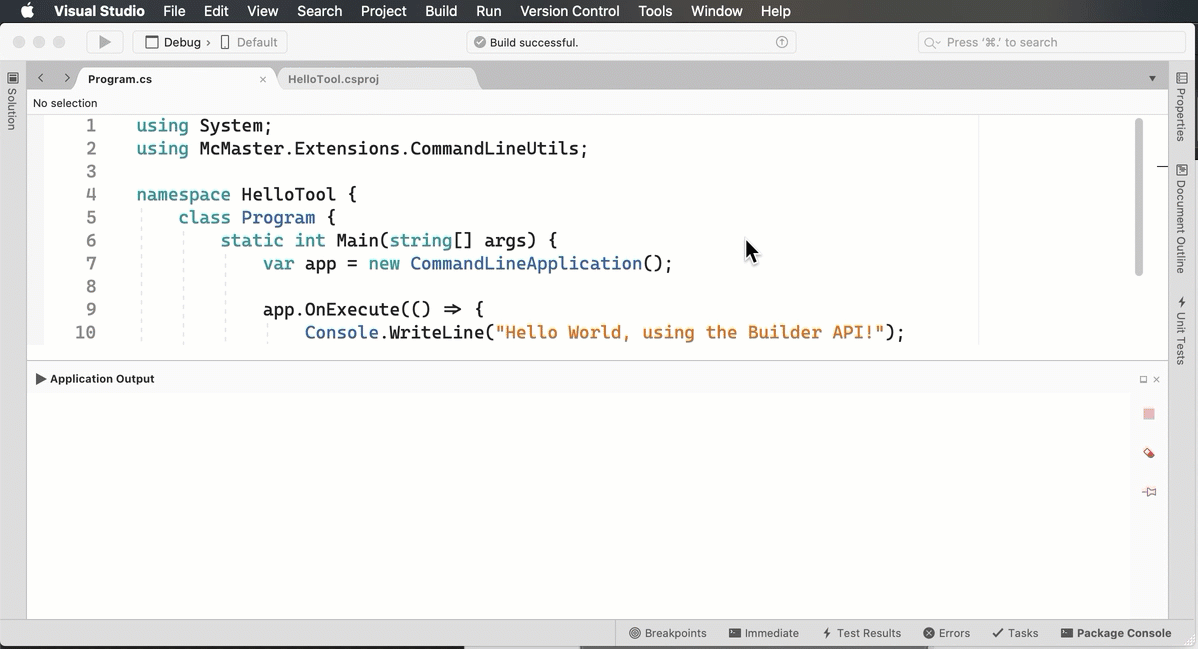 Visual Studio File Edit View Search Project Build Run Version Control Tools Window Help
Debug › Default
Build successful.
Press ‘⌘.’ to search
Program.cs
HelloTool.csproj
No selection
Solution
Properties
Document Outline
Unit Tests
1 using System;
2 using McMaster.Extensions.CommandLineUtils;
3
4 namespace HelloTool {
5 class Program {
6 static int Main(string[] args) {
7 var app = new CommandLineApplication();
8
9 app.OnExecute(() => {
10 Console.WriteLine("Hello World, using the Builder API!");
Application Output
Breakpoints Immediate Test Results Errors Tasks Package Console